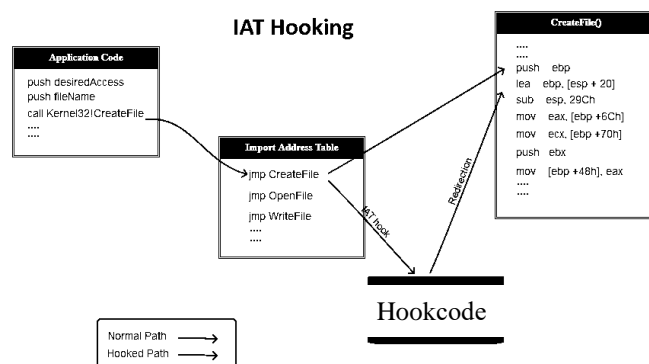 IAT Hooking
Application Code
push desiredAccess
push fileName
call Kernel32!CreateFile
....
....
Import Address Table
jmp CreateFile
jmp OpenFile
jmp WriteFile
....
....
IAT hook
Redirection
CreateFile()
....
....
push ebp
lea ebp, [esp + 20]
sub esp, 29Ch
mov eax, [ebp +6Ch]
mov ecx, [ebp +70h]
push ebx
mov [ebp +48h], eax
....
....
Hookcode
Normal Path
Hooked Path